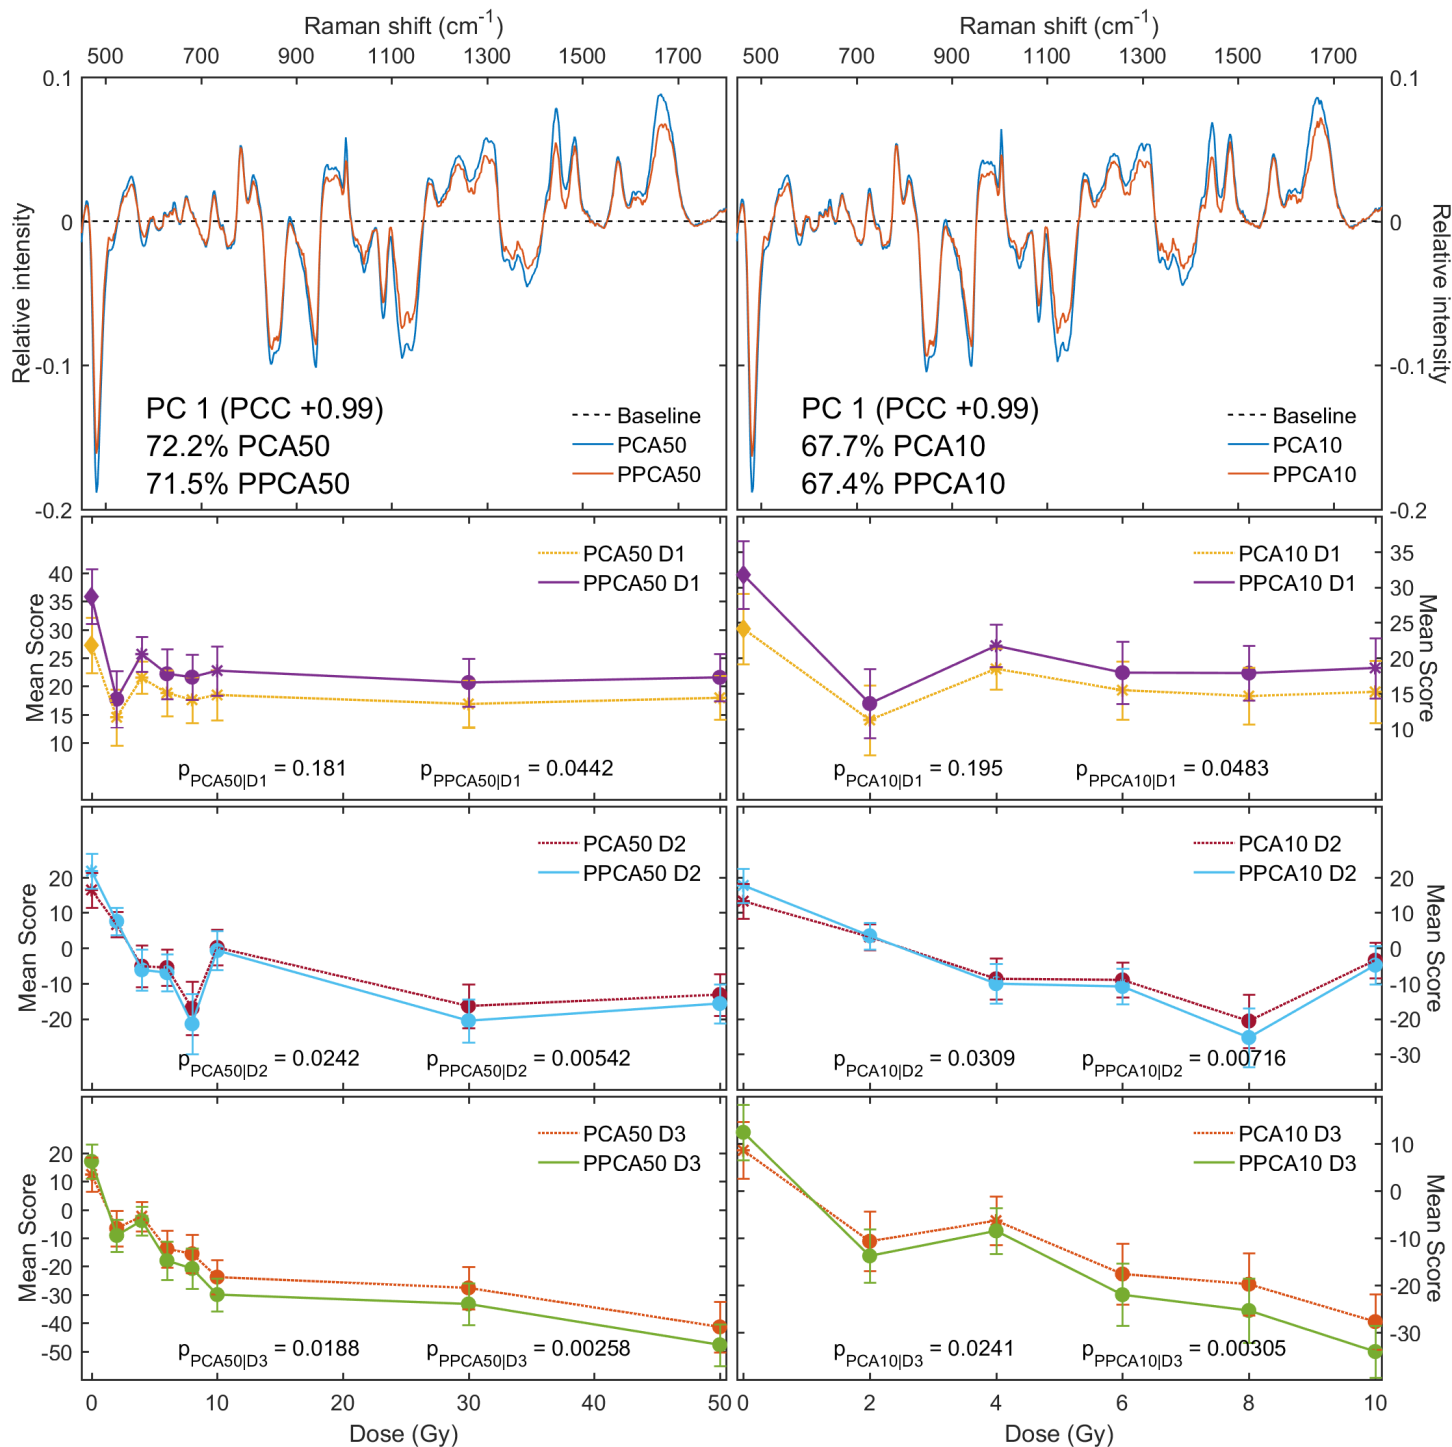 Raman shift (cm-1)
Raman shift (cm-1)
500 700 900 1100 1300 1500 1700
500 700 900 1100 1300 1500 1700
0.1
0
-0.1
-0.2
Relative intensity
PC 1 (PCC +0.99)
72.2% PCA50
71.5% PPCA50
Baseline
PCA50
PPCA50
PC 1 (PCC +0.99)
67.7% PCA10
67.4% PPCA10
Baseline
PCA10
PPCA10
0.1
0
-0.1
-0.2
Relative intensity
40
35
30
25
20
15
10
Mean Score
PCA50 D1
PPCA50 D1
pPCA50|D1 = 0.181
pPPCA50|D1 = 0.0442
PCA10 D1
PPCA10 D1
pPCA10|D1 = 0.195
pPPCA10|D1 = 0.0483
35
30
25
20
15
10
Mean Score
20
10
0
-10
-20
Mean Score
PCA50 D2
PPCA50 D2
pPCA50|D2 = 0.0242
pPPCA50|D2 = 0.00542
PCA10 D2
PPCA10 D2
pPCA10|D2 = 0.0309
pPPCA10|D2 = 0.00716
20
10
0
-10
-20
-30
Mean Score
20
10
0
-10
-20
-30
-40
-50
Mean Score
PCA50 D3
PPCA50 D3
pPCA50|D3 = 0.0188
pPPCA50|D3 = 0.00258
PCA10 D3
PPCA10 D3
pPCA10|D3 = 0.0241
pPPCA10|D3 = 0.00305
10
0
-10
-20
-30
Mean Score
0 10 20 30 40 50
0 2 4 6 8 10
Dose (Gy)
Dose (Gy)